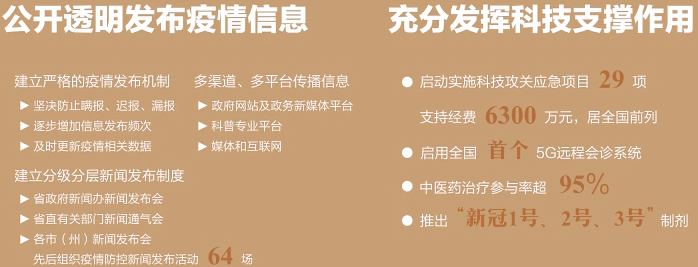 公开透明发布疫情信息
建立严格的疫情发布机制
▶ 坚决防止瞒报、迟报、漏报
▶ 逐步增加信息发布频次
▶ 及时更新疫情相关数据
多渠道、多平台传播信息
▶ 政府网站及政务新媒体平台
▶ 科普专业平台
▶ 媒体和互联网
建立分级分层新闻发布制度
▶ 省政府新闻办新闻发布会
▶ 省直有关部门新闻通气会
▶ 各市（州）新闻发布会
先后组织疫情防控新闻发布活动 64 场
充分发挥科技支撑作用
● 启动实施科技攻关应急项目 29 项
支持经费 6300 万元，居全国前列
● 启用全国 首个 5G远程会诊系统
● 中医药治疗参与率超 95%
● 推出“新冠1号、2号、3号”制剂